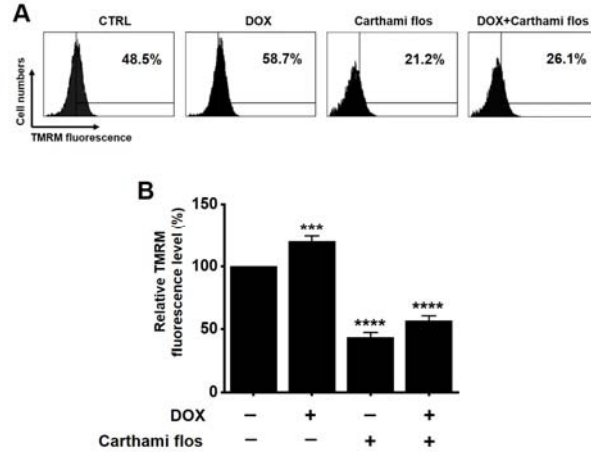 A
CTRL
DOX
Carthami flos
DOX+Carthami flos
48.5%
58.7%
21.2%
26.1%
Cell numbers
TMRM fluorescence
B
Relative TMRM
fluorescence level (%)
150
100
50
0
***
****
****
DOX – + – +
Carthami flos – – + +